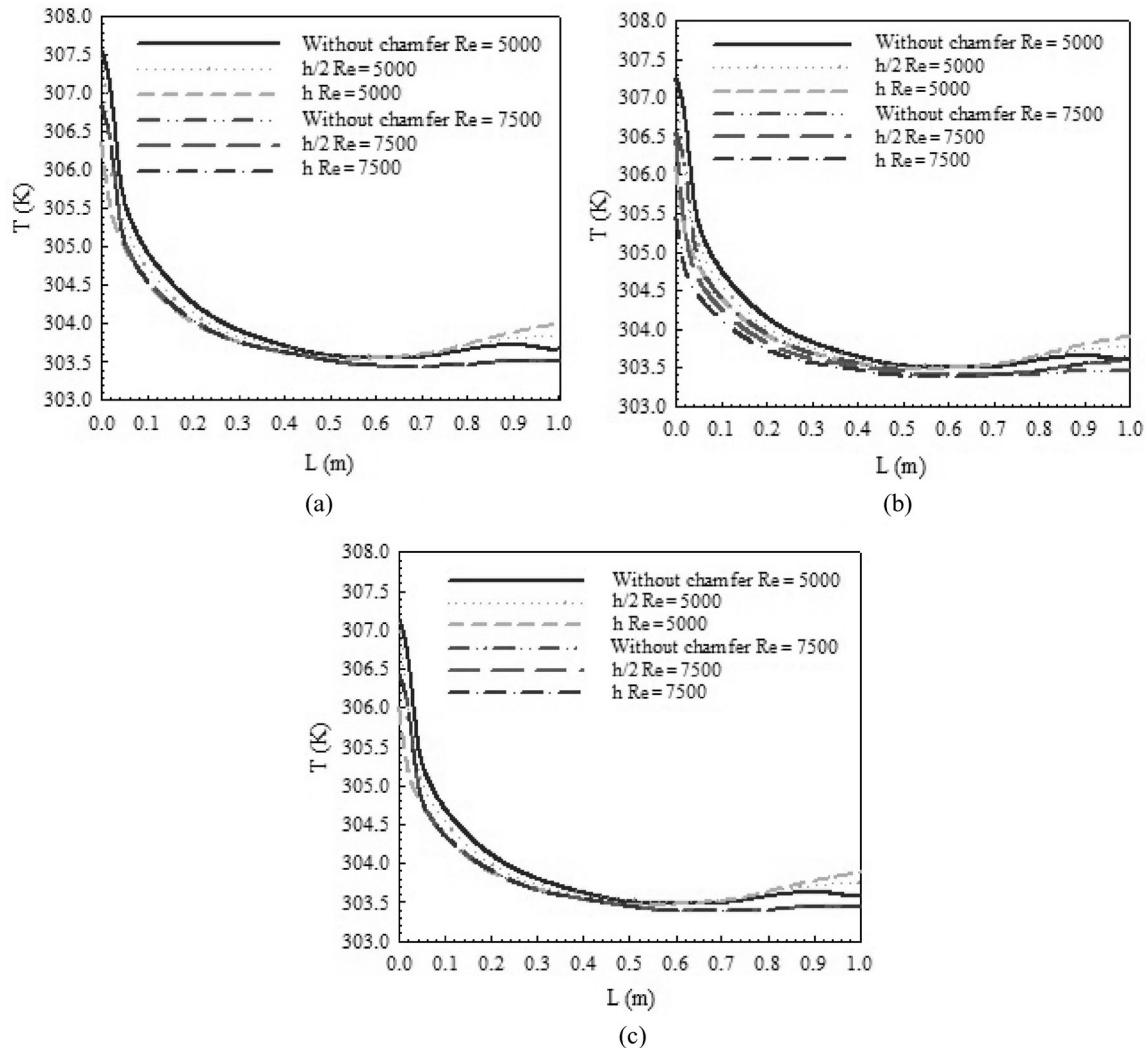 308.0
307.5
307.0
306.5
306.0
305.5
305.0
304.5
304.0
303.5
303.0
T (K)
Without chamfer Re = 5000
h/2 Re = 5000
h Re = 5000
Without chamfer Re = 7500
h/2 Re = 7500
h Re = 7500
0.0 0.1 0.2 0.3 0.4 0.5 0.6 0.7 0.8 0.9 1.0
L (m)
(a)
308.0
307.5
307.0
306.5
306.0
305.5
305.0
304.5
304.0
303.5
303.0
T (K)
Without chamfer Re = 5000
h/2 Re = 5000
h Re = 5000
Without chamfer Re = 7500
h/2 Re = 7500
h Re = 7500
0.0 0.1 0.2 0.3 0.4 0.5 0.6 0.7 0.8 0.9 1.0
L (m)
(b)
308.0
307.5
307.0
306.5
306.0
305.5
305.0
304.5
304.0
303.5
303.0
T (K)
Without chamfer Re = 5000
h/2 Re = 5000
h Re = 5000
Without chamfer Re = 7500
h/2 Re = 7500
h Re = 7500
0.0 0.1 0.2 0.3 0.4 0.5 0.6 0.7 0.8 0.9 1.0
L (m)
(c)